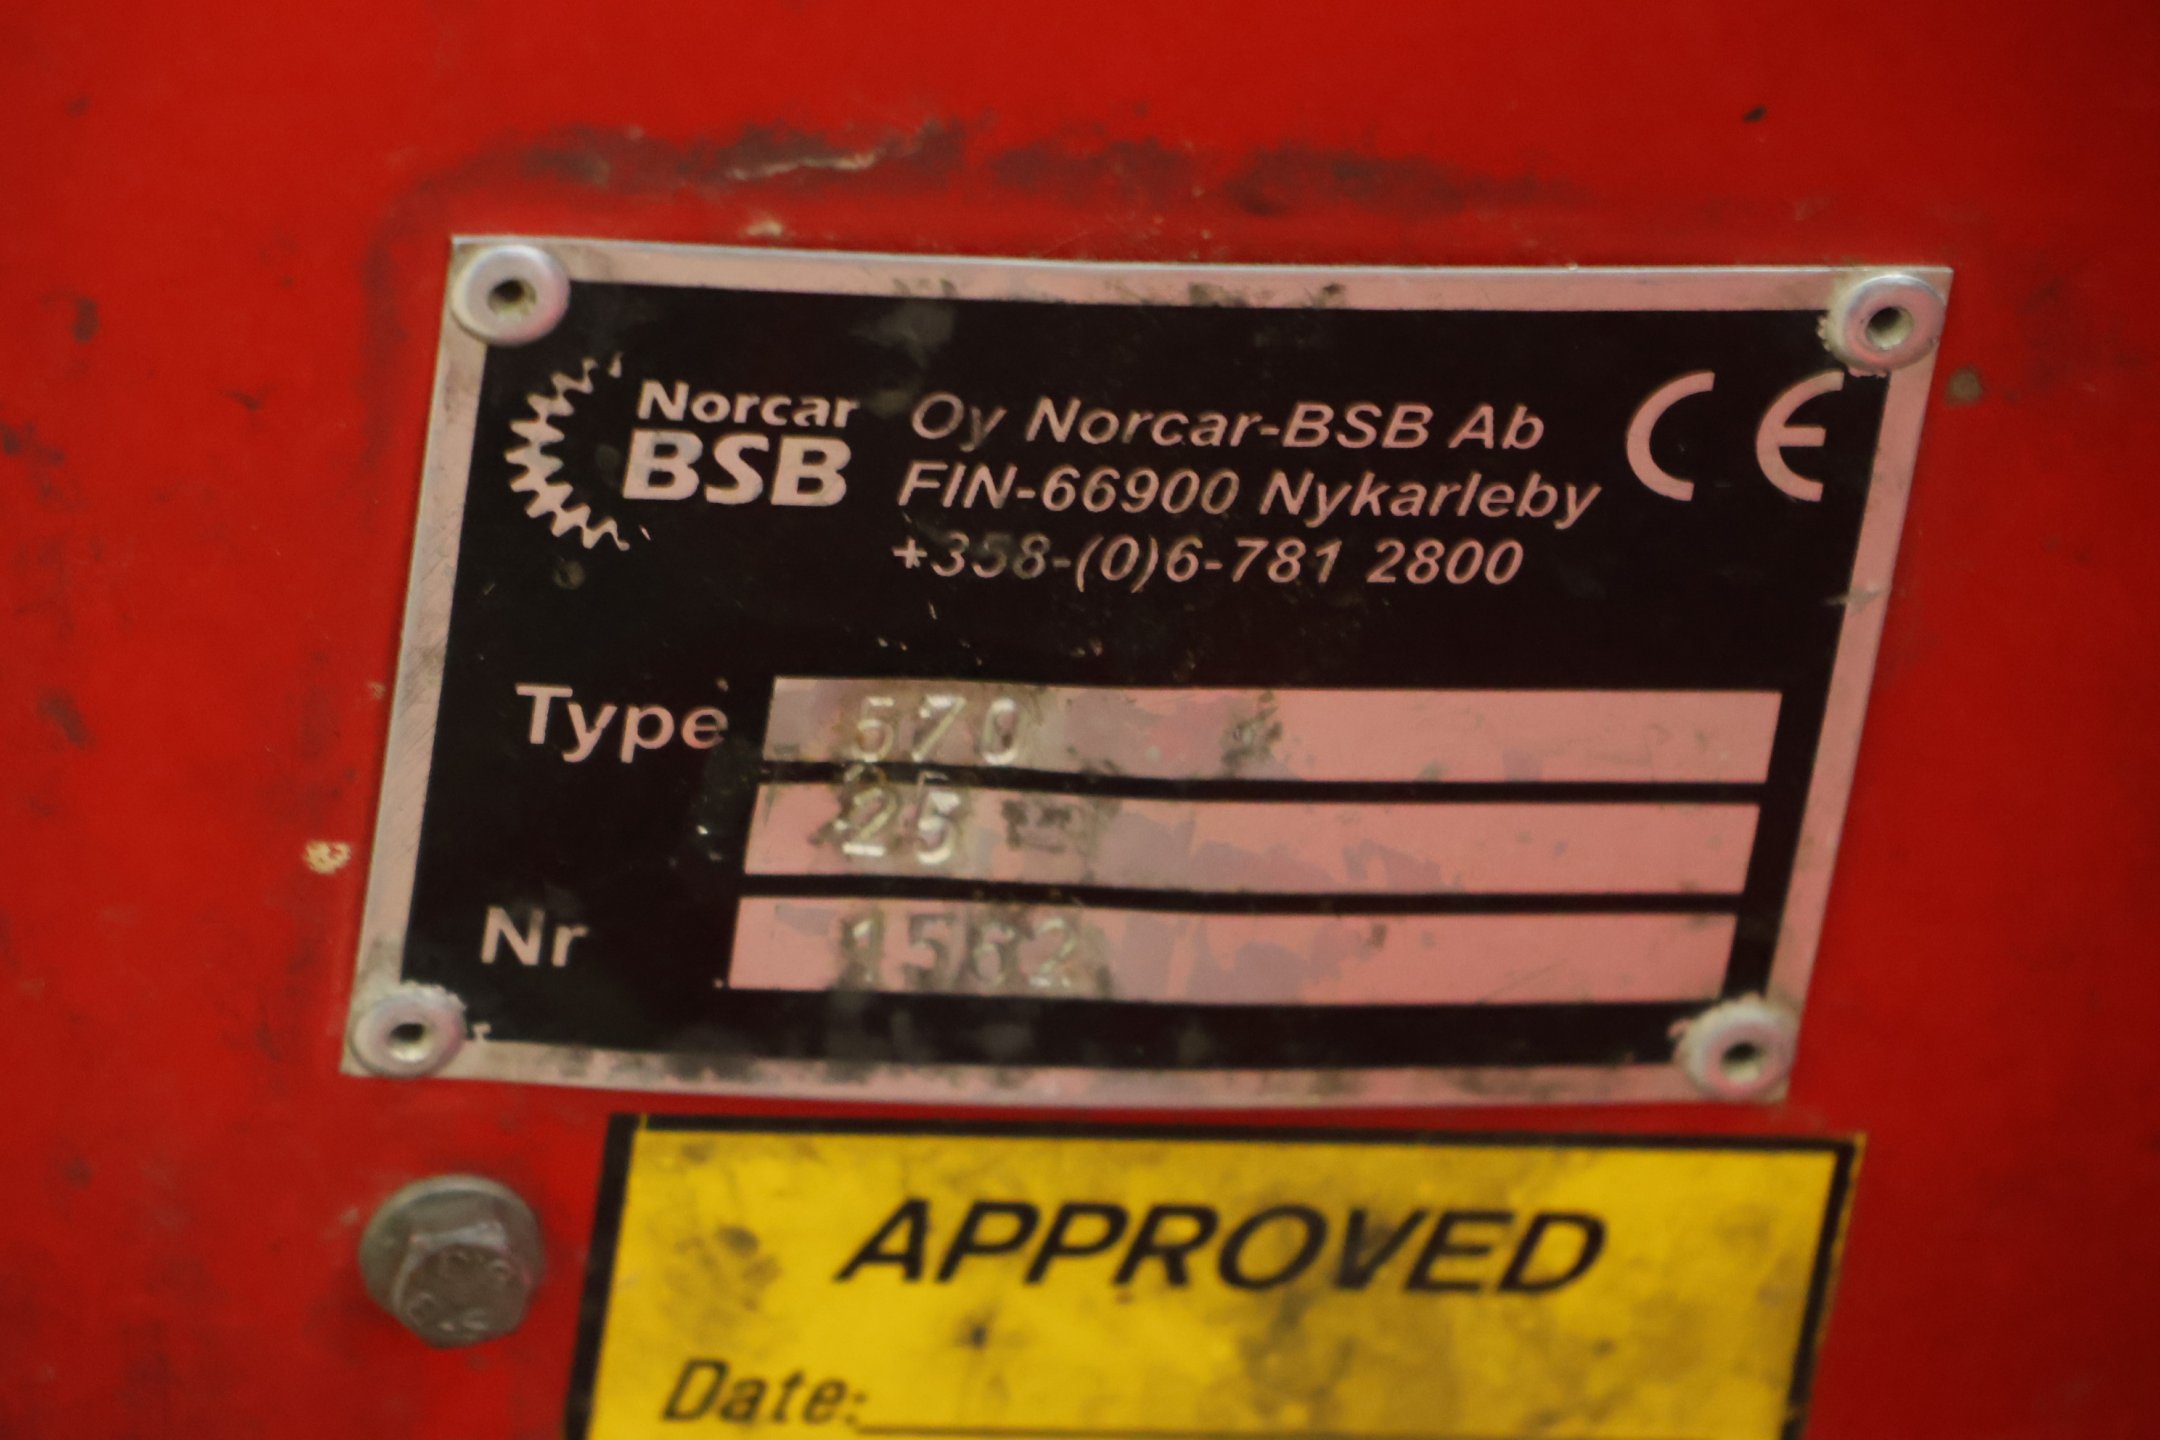 Norcar
BSB
Oy Norcar-BSB Ab
FIN-66900 Nykarleby
+358-(0)6-781 2800
CE
Type 570
25
Nr 1562
APPROVED
Date: